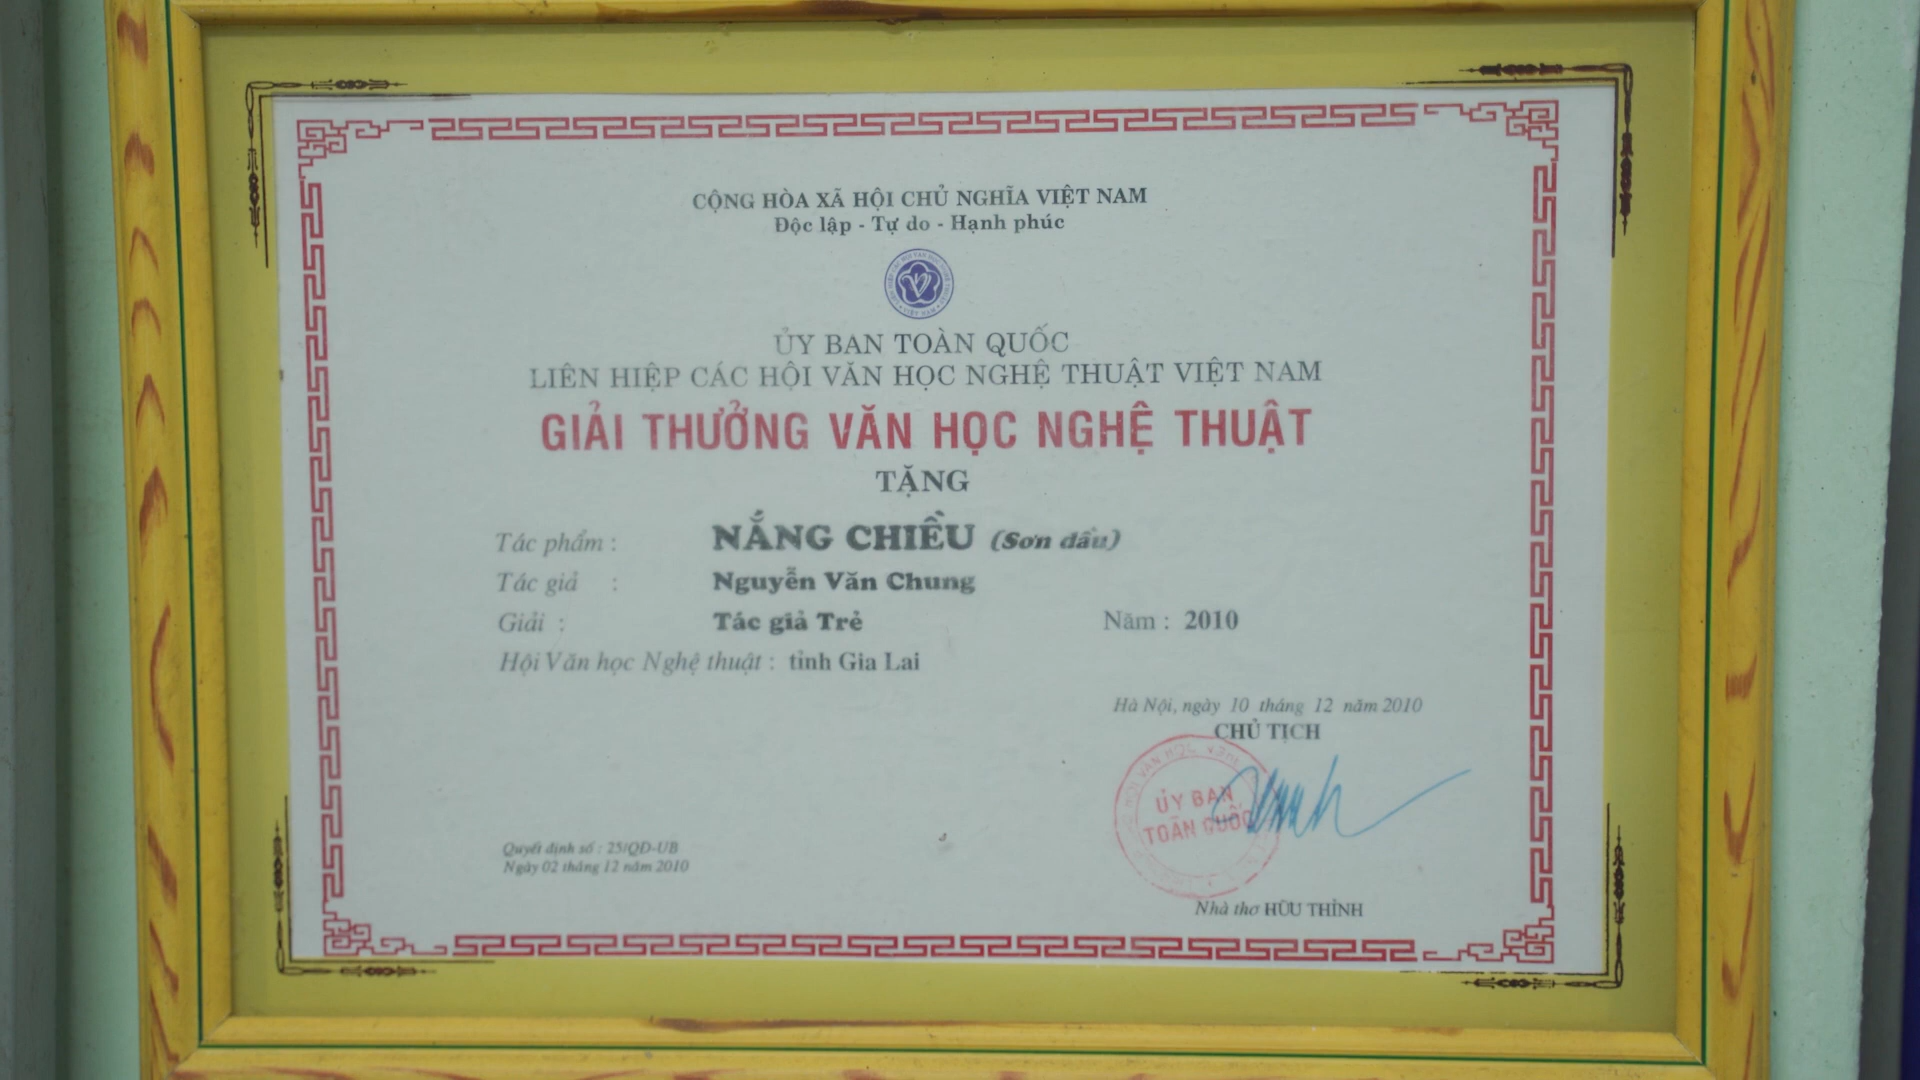 CỘNG HÒA XÃ HỘI CHỦ NGHĨA VIỆT NAM
Độc lập - Tự do - Hạnh phúc
ỦY BAN TOÀN QUỐC
LIÊN HIỆP CÁC HỘI VĂN HỌC NGHỆ THUẬT VIỆT NAM
GIẢI THƯỞNG VĂN HỌC NGHỆ THUẬT
TẶNG
Tác phẩm : NẮNG CHIỀU (Sơn dầu)
Tác giả : Nguyễn Văn Chung
Giải : Tác giả Trẻ Năm : 2010
Hội Văn học Nghệ thuật : tỉnh Gia Lai
Hà Nội, ngày 10 tháng 12 năm 2010
CHỦ TỊCH
ỦY BAN
TOÀN QUỐC
Quyết định số : 25/QD-UB
Ngày 02 tháng 12 năm 2010
Nhà thơ HỮU THỈNH